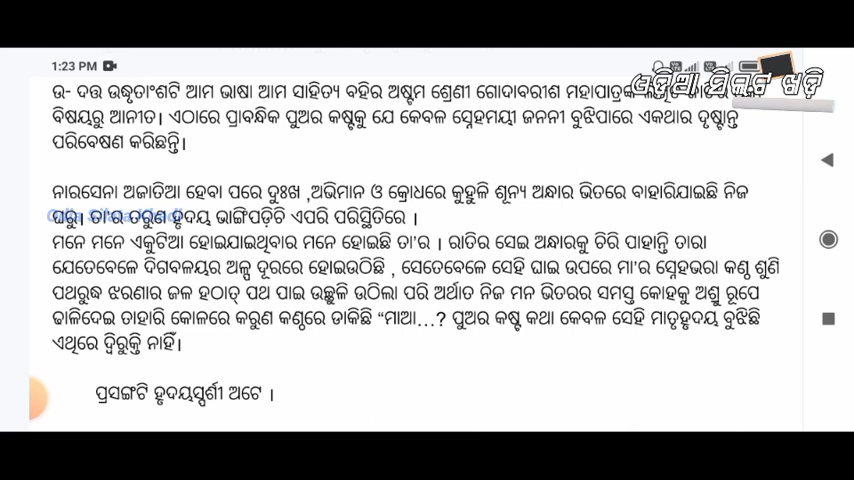 1:23 PM
ଓଡ଼ିଆ ସିଲଟ ଖଡ଼ି
ଉ- ଦତ୍ତ ଉଦ୍ଧୃତାଂଶଟି ଆମ ଭାଷା ଆମ ସାହିତ୍ୟ ବହିର ଅଷ୍ଟମ ଶ୍ରେଣୀ ଗୋଦାବରୀଶ ମହାପାତ୍ରଙ୍କ
ବିଷୟରୁ ଆନୀତ। ଏଠାରେ ପ୍ରାବନ୍ଧିକ ପୁଅର କଷ୍ଟକୁ ଯେ କେବଳ ସ୍ନେହମୟୀ ଜନନୀ ବୁଝିପାରେ ଏକଥାର ଦୃଷ୍ଟାନ୍ତ
ପରିବେଷଣ କରିଛନ୍ତି।
ନାରସେନା ଅଜାତିଆ ହେବା ପରେ ଦୁଃଖ ,ଅଭିମାନ ଓ କ୍ରୋଧରେ କୁହୁଳି ଶୂନ୍ୟ ଅନ୍ଧାର ଭିତରେ ବାହାରିଯାଇଛି ନିଜ
ଘରୁ। ତା'ର ତରୁଣ ହୃଦୟ ଭାଙ୍ଗିପଡ଼ିଚି ଏପରି ପରିସ୍ଥିତିରେ ।
ମନେ ମନେ ଏକୁଟିଆ ହୋଇଯାଇଥିବାର ମନେ ହୋଇଛି ତା'ର । ରାତିର ସେଇ ଅନ୍ଧାରକୁ ଚିରି ପାହାନ୍ତି ତାରା
ଯେତେବେଳେ ଦିଗବଳୟର ଅଳ୍ପ ଦୂରରେ ହୋଇଉଠିଛି , ସେତେବେଳେ ସେହି ଘାଇ ଉପରେ ମା'ର ସ୍ନେହଭରା କଣ୍ଠ ଶୁଣି
ପଥରୁଦ୍ଧ ଝରଣାର ଜଳ ହଠାତ୍ ପଥ ପାଇ ଉଚ୍ଛୁଳି ଉଠିଲା ପରି ଅର୍ଥାତ ନିଜ ମନ ଭିତରର ସମସ୍ତ କୋହକୁ ଅଶ୍ରୁ ରୂପେ
ଢାଳିଦେଇ ତାହାରି କୋଳରେ କରୁଣ କଣ୍ଠରେ ଡାକିଛି “ମାଆ...? ପୁଅର କଷ୍ଟ କଥା କେବଳ ସେହି ମାତୃହୃଦୟ ବୁଝିଛି
ଏଥିରେ ଦ୍ଵିରୁକ୍ତି ନାହିଁ।
ପ୍ରସଙ୍ଗଟି ହୃଦୟସ୍ପର୍ଶୀ ଅଟେ ।